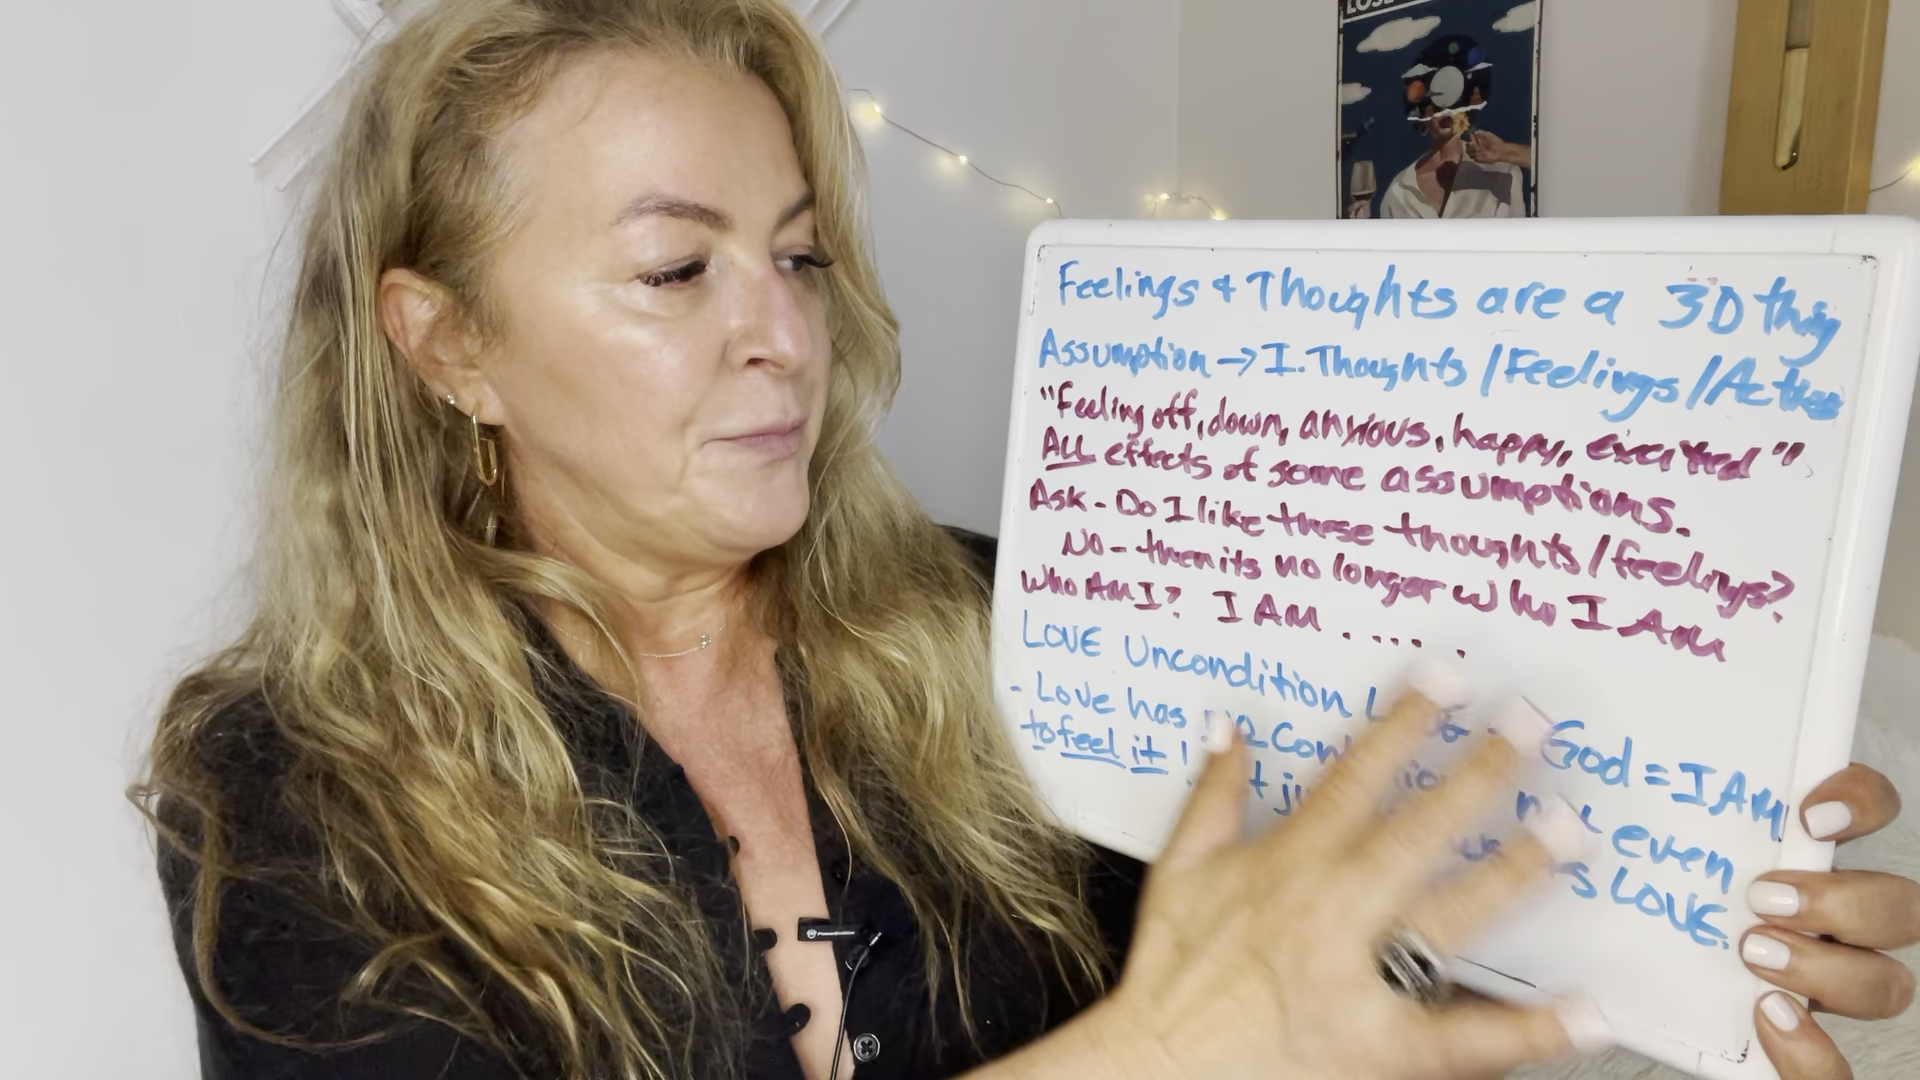 LOSE
Feelings & Thoughts are a 3D thing
Assumption → I. Thoughts / Feelings /
"Feeling off, down, anxious, happy, excited"
ALL effects of some assumptions.
Ask - Do I like these thoughts / feelings?
No - then its no longer who I AM
Who Am I? I AM . . . . .
LOVE Uncondition God = I AM!
- Love has even
to feel it! LOVE.